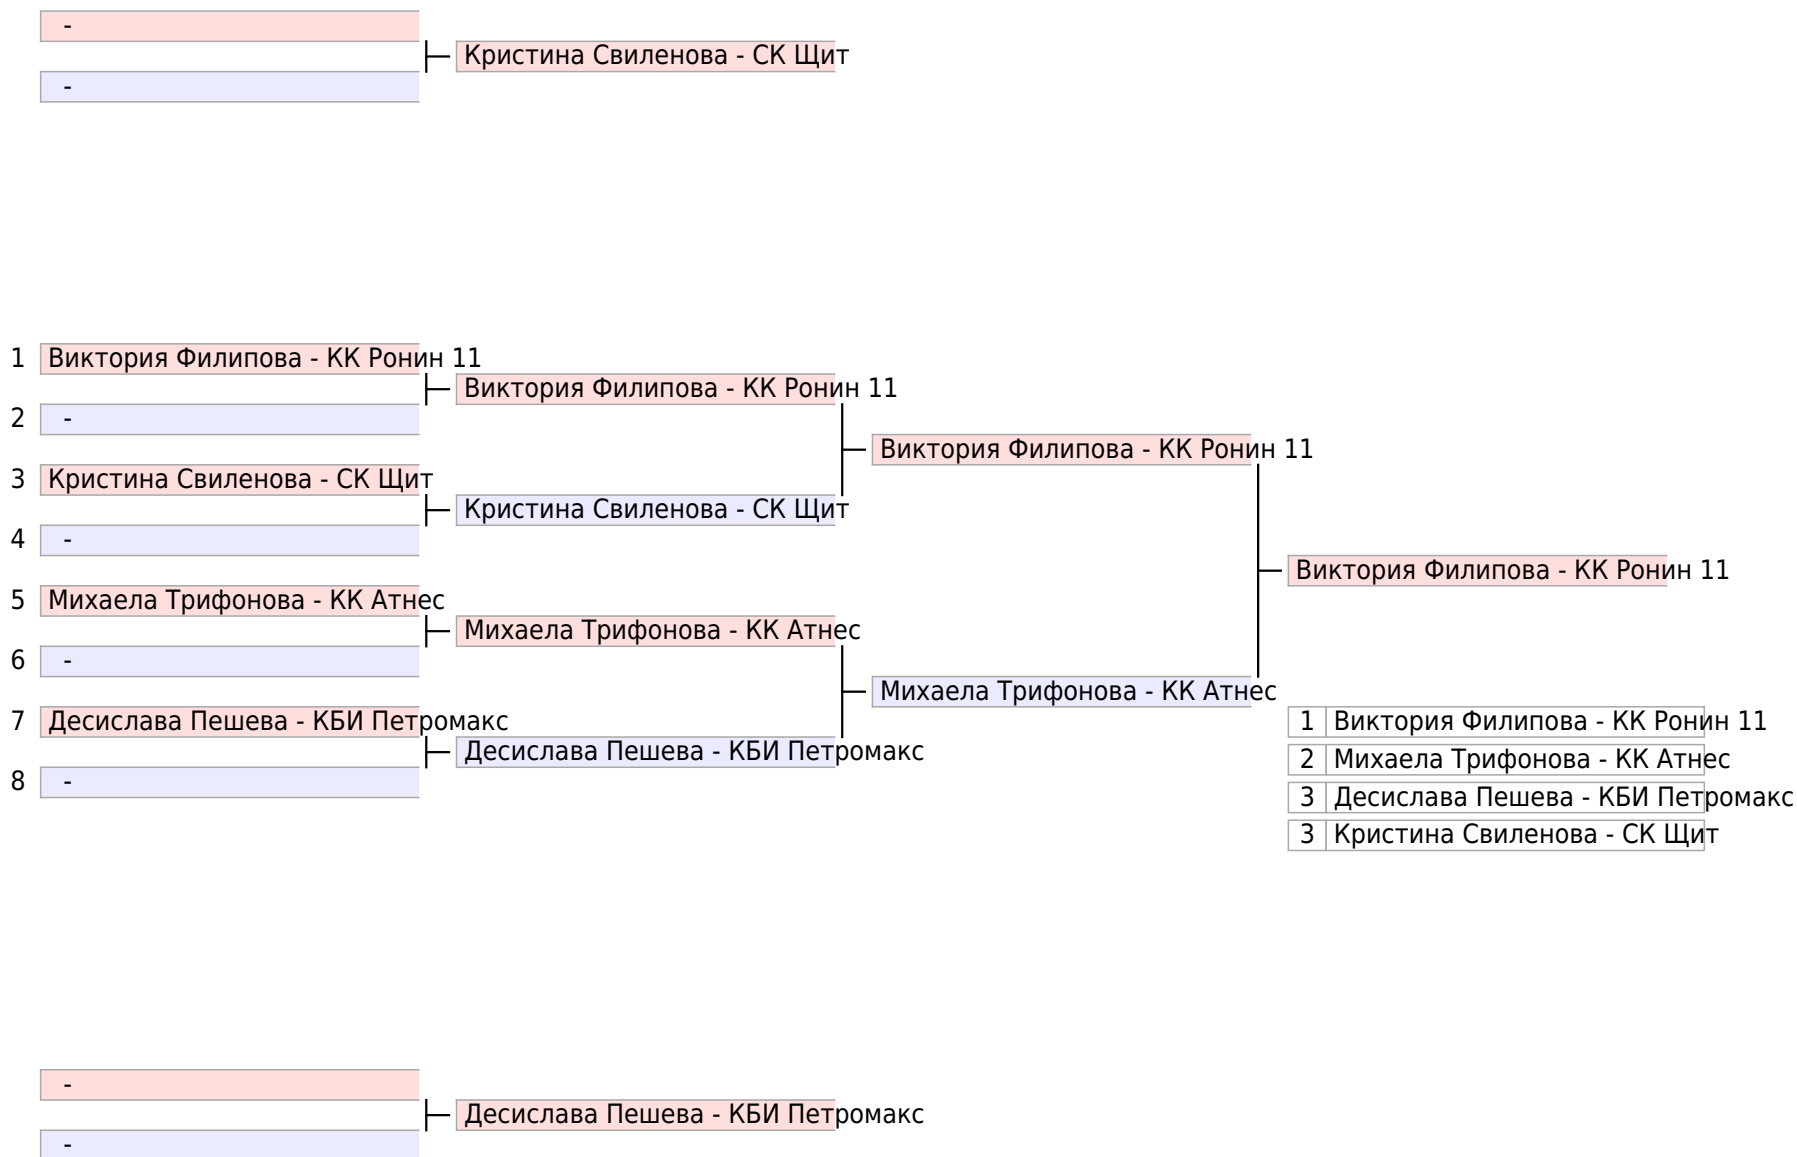 -
Кристина Свиленова - СК Щит
-
1 Виктория Филипова - КК Ронин 11
Виктория Филипова - КК Ронин 11
2 -
Виктория Филипова - КК Ронин 11
3 Кристина Свиленова - СК Щит
Кристина Свиленова - СК Щит
4 -
Виктория Филипова - КК Ронин 11
5 Михаела Трифонова - КК Атнес
Михаела Трифонова - КК Атнес
6 -
Михаела Трифонова - КК Атнес
7 Десислава Пешева - КБИ Петромакс
Десислава Пешева - КБИ Петромакс
8 -
1 Виктория Филипова - КК Ронин 11
2 Михаела Трифонова - КК Атнес
3 Десислава Пешева - КБИ Петромакс
3 Кристина Свиленова - СК Щит
-
Десислава Пешева - КБИ Петромакс
-